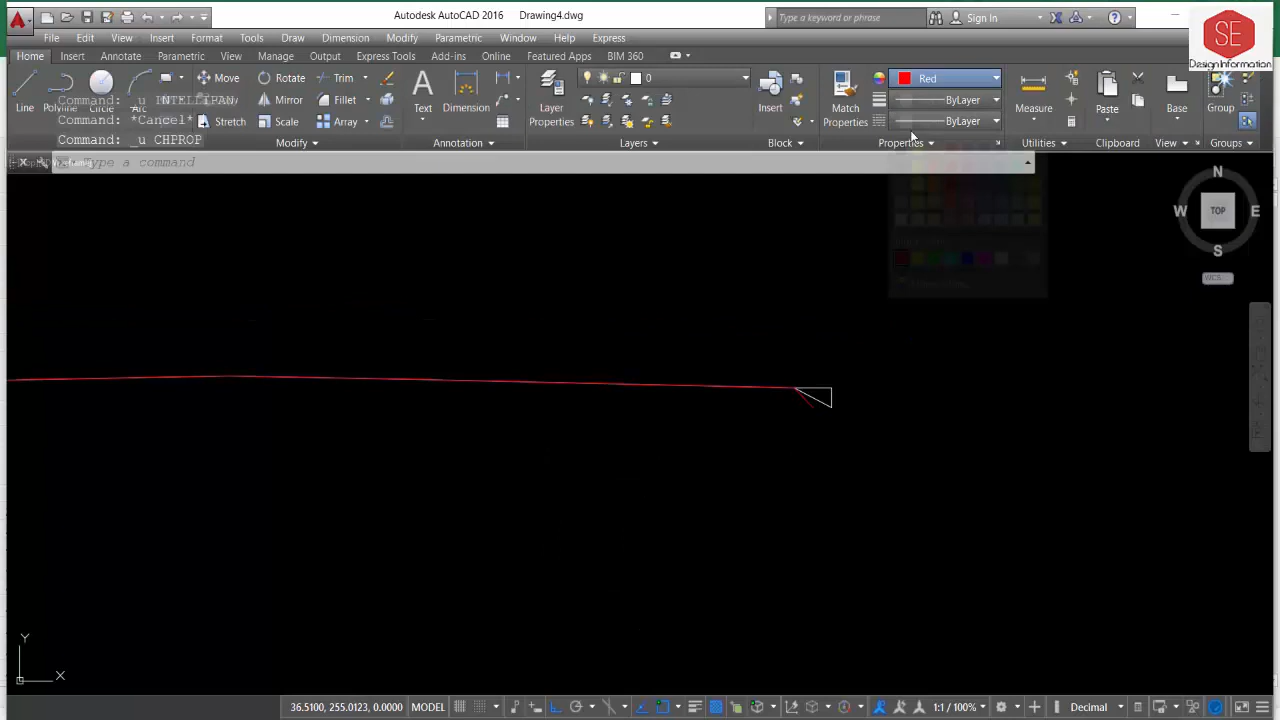 Autodesk AutoCAD 2016 Drawing4.dwg
Type a keyword or phrase
Sign In
SE
Design Information
File Edit View Insert Format Tools Draw Dimension Modify Parametric Window Help Express
Home Insert Annotate Parametric View Manage Output Express Tools Add-ins Online Featured Apps BIM 360
Move Rotate Trim
0
Red
Mirror Fillet
ByLayer
Line Polyline Circle Arc
Text Dimension
Layer
Properties
Insert
Match
Properties
Measure
Paste
Base
Group
Stretch Scale Array
ByLayer
Modify Annotation Layers Block Properties Utilities Clipboard View Groups
Command: _u INTELLIPAN
Command: *Cancel*
Command: _u CHPROP
Type a command
N
W TOP E
S
WCS
Y
X
36.5100, 255.0123, 0.0000 MODEL
1:1 / 100%
Decimal